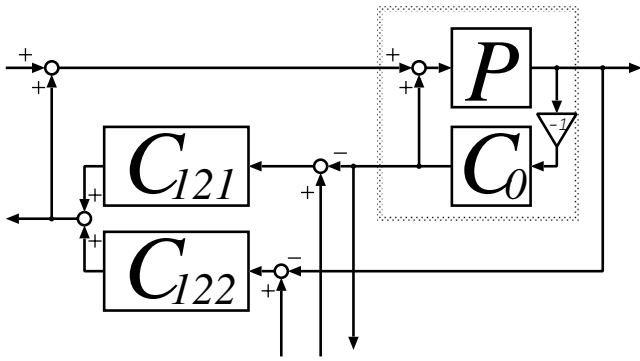 + + P
+ +
-1
C121 − C0
+ +
+ C122 −
+